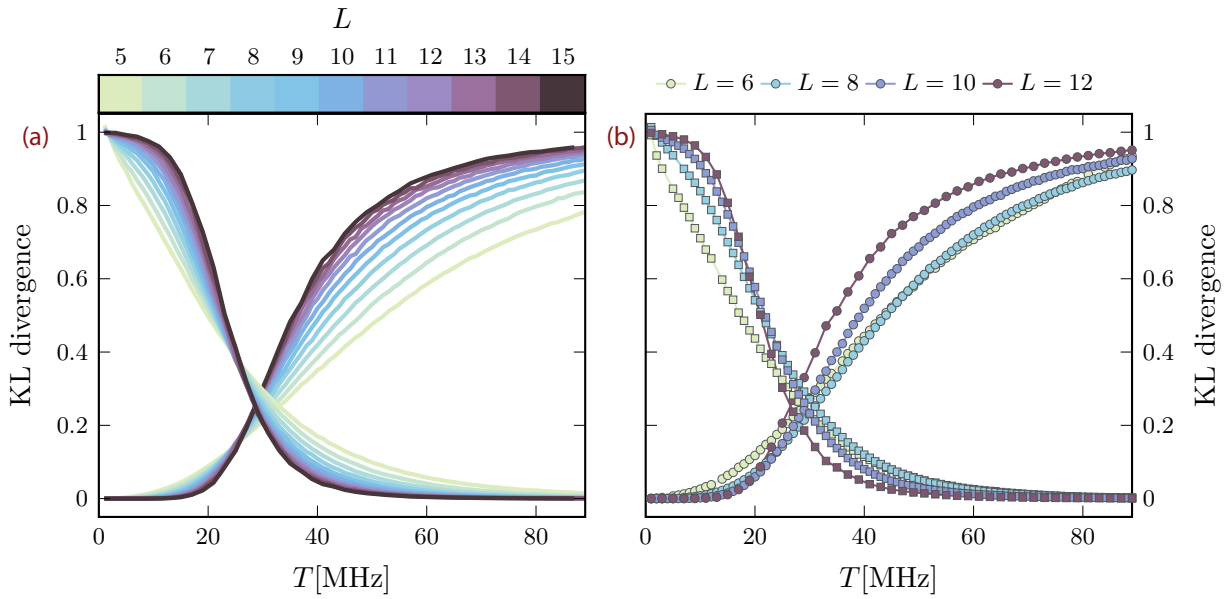 L
5 6 7 8 9 10 11 12 13 14 15
L = 6 L = 8 L = 10 L = 12
(a)
(b)
1
0.8
0.6
0.4
0.2
0
KL divergence
0 20 40 60 80
T[MHz]
1
0.8
0.6
0.4
0.2
0
KL divergence
0 20 40 60 80
T[MHz]